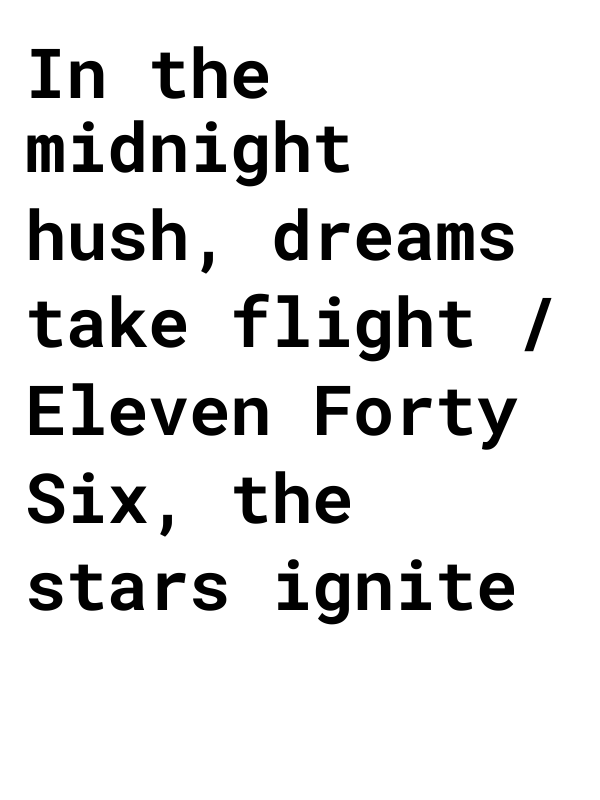 In the
midnight
hush, dreams
take flight /
Eleven Forty
Six, the
stars ignite